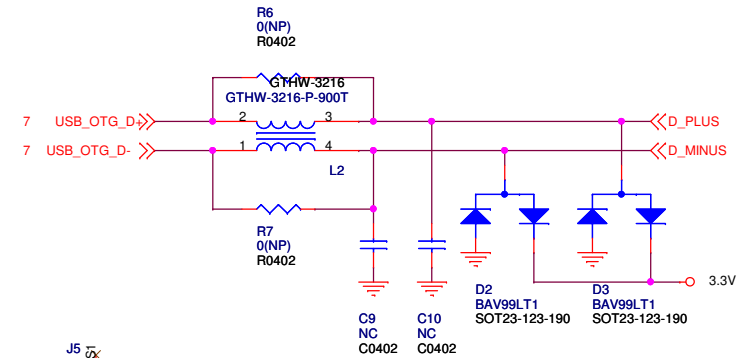 R6
0(NP)
R0402
GTHW-3216
GTHW-3216-P-900T
7 USB_OTG_D+ 2 3 D_PLUS
7 USB_OTG_D- 1 4 D_MINUS
L2
R7
0(NP)
R0402
3.3V
D2
BAV99LT1
SOT23-123-190
D3
BAV99LT1
SOT23-123-190
C9
NC
C0402
C10
NC
C0402
J5